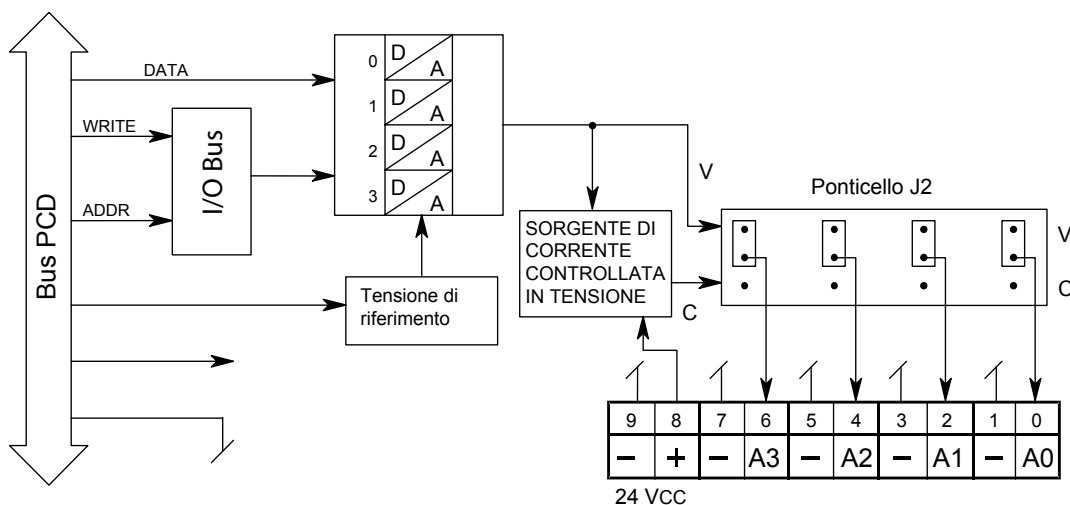 Bus PCD
DATA
WRITE
ADDR
I/O Bus
0 D A
1 D A
2 D A
3 D A
Tensione di
riferimento
V
SORGENTE DI
CORRENTE
CONTROLLATA
IN TENSIONE
C
Ponticello J2
V
C
9 8 7 6 5 4 3 2 1 0
– + – A3 – A2 – A1 – A0
24 VCC